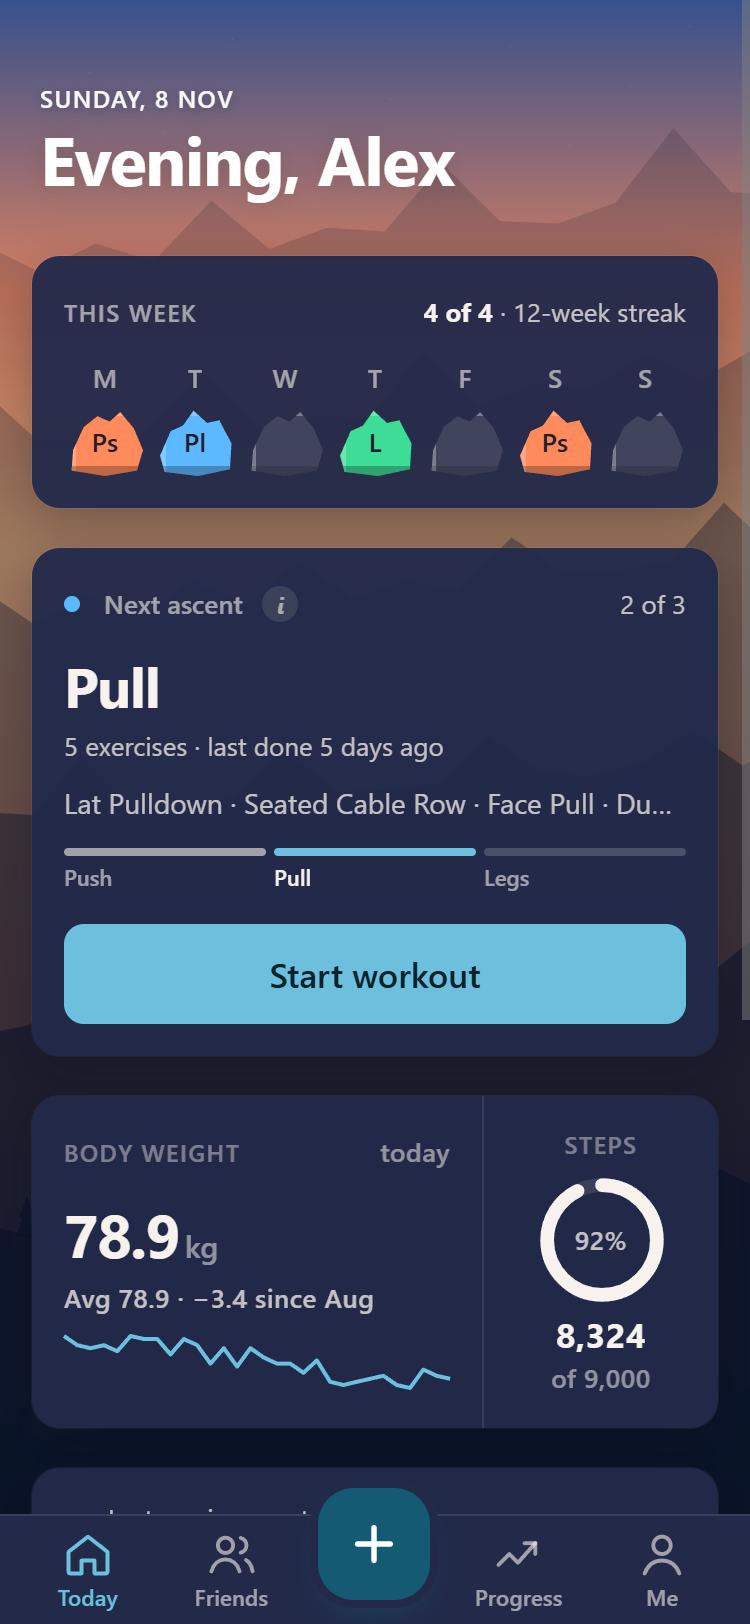 SUNDAY, 8 NOV
Evening, Alex
THIS WEEK
4 of 4 · 12-week streak
M T W T F S S
Ps Pl L Ps
Next ascent i
2 of 3
Pull
5 exercises · last done 5 days ago
Lat Pulldown · Seated Cable Row · Face Pull · Du...
Push Pull Legs
Start workout
BODY WEIGHT
today
78.9 kg
Avg 78.9 · −3.4 since Aug
STEPS
92%
8,324
of 9,000
Today Friends + Progress Me